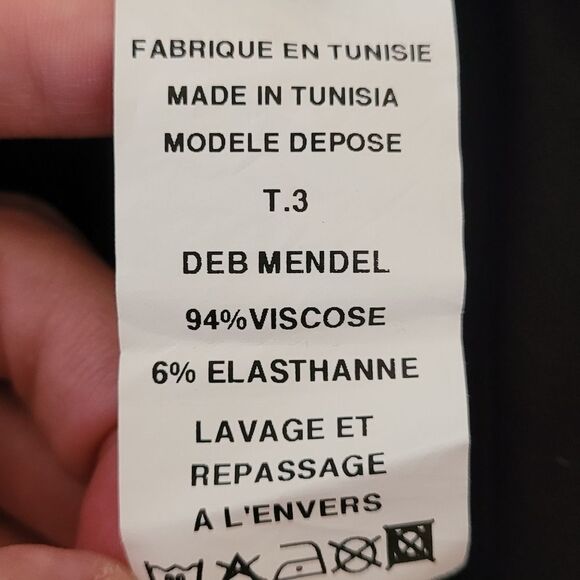 FABRIQUE EN TUNISIE
MADE IN TUNISIA
MODELE DEPOSE
T.3
DEB MENDEL
94%VISCOSE
6% ELASTHANNE
LAVAGE ET
REPASSAGE
A L'ENVERS